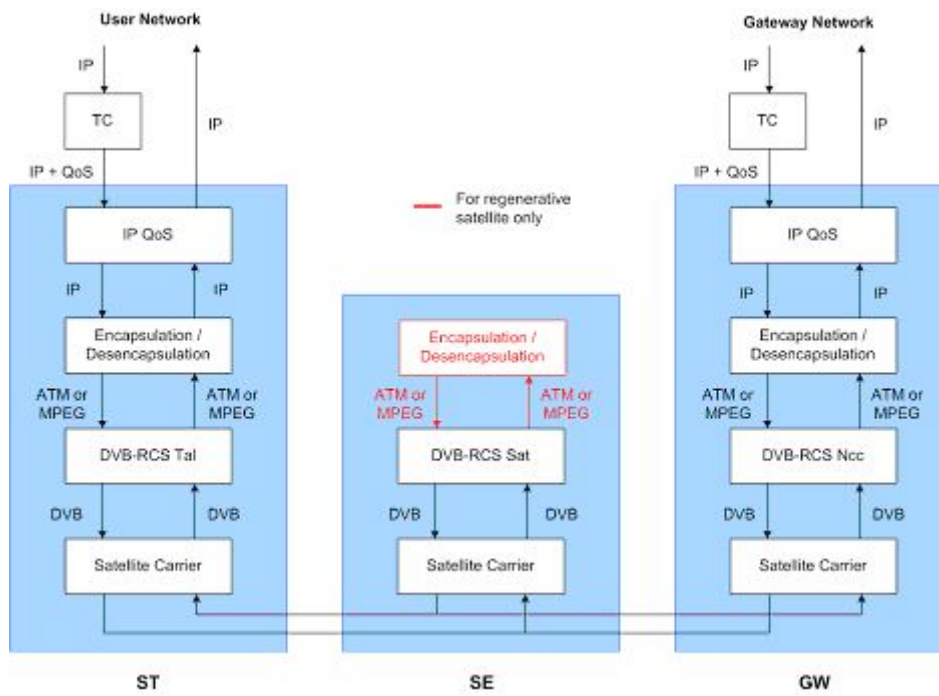 User Network
Gateway Network
IP
IP
TC
TC
IP
IP
IP + QoS
IP + QoS
For regenerative
satellite only
IP QoS
IP QoS
IP
IP
IP
IP
Encapsulation /
Desencapsulation
Encapsulation /
Desencapsulation
Encapsulation /
Desencapsulation
ATM or
MPEG
ATM or
MPEG
ATM or
MPEG
ATM or
MPEG
ATM or
MPEG
ATM or
MPEG
DVB-RCS Tal
DVB-RCS Sat
DVB-RCS Ncc
DVB
DVB
DVB
DVB
DVB
DVB
Satellite Carrier
Satellite Carrier
Satellite Carrier
ST
SE
GW